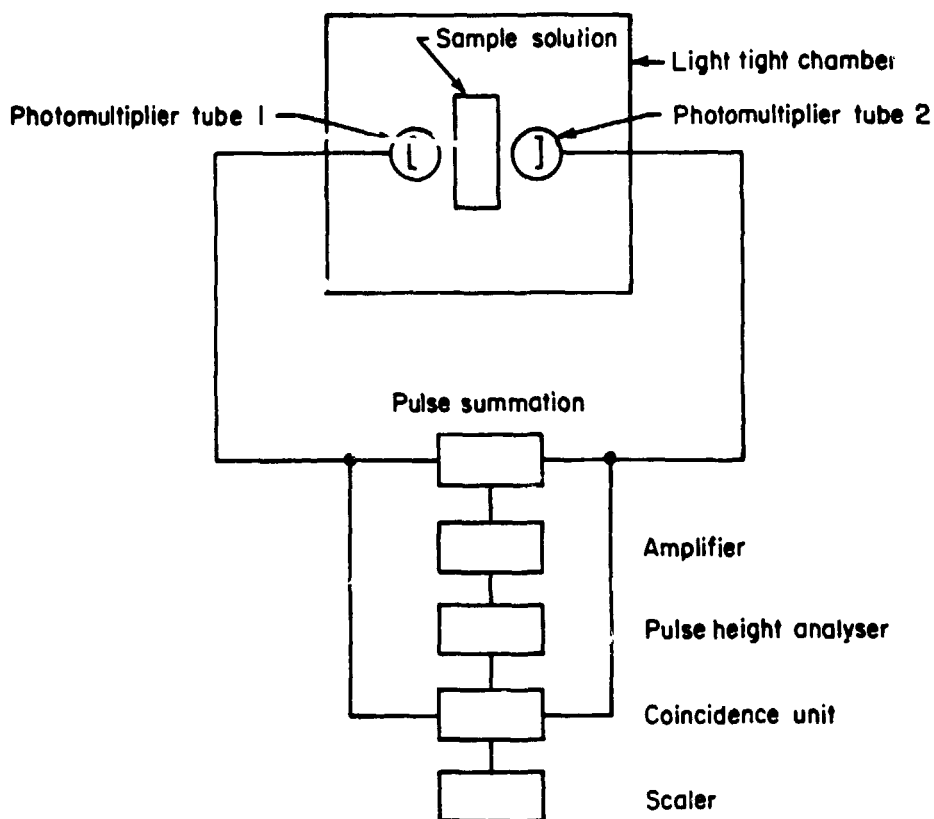 Sample solution
Light tight chamber
Photomultiplier tube 1
Photomultiplier tube 2
Pulse summation
Amplifier
Pulse height analyser
Coincidence unit
Scaler